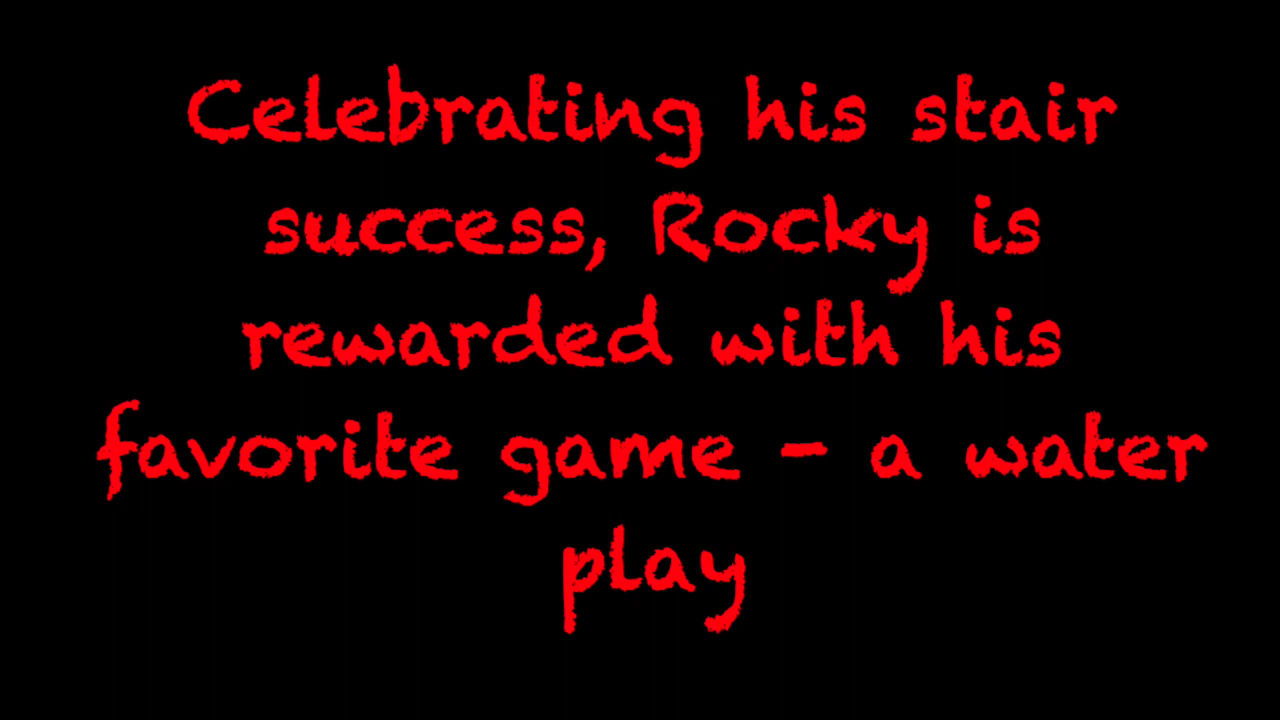 Celebrating his stair
success, Rocky is
rewarded with his
favorite game - a water
play